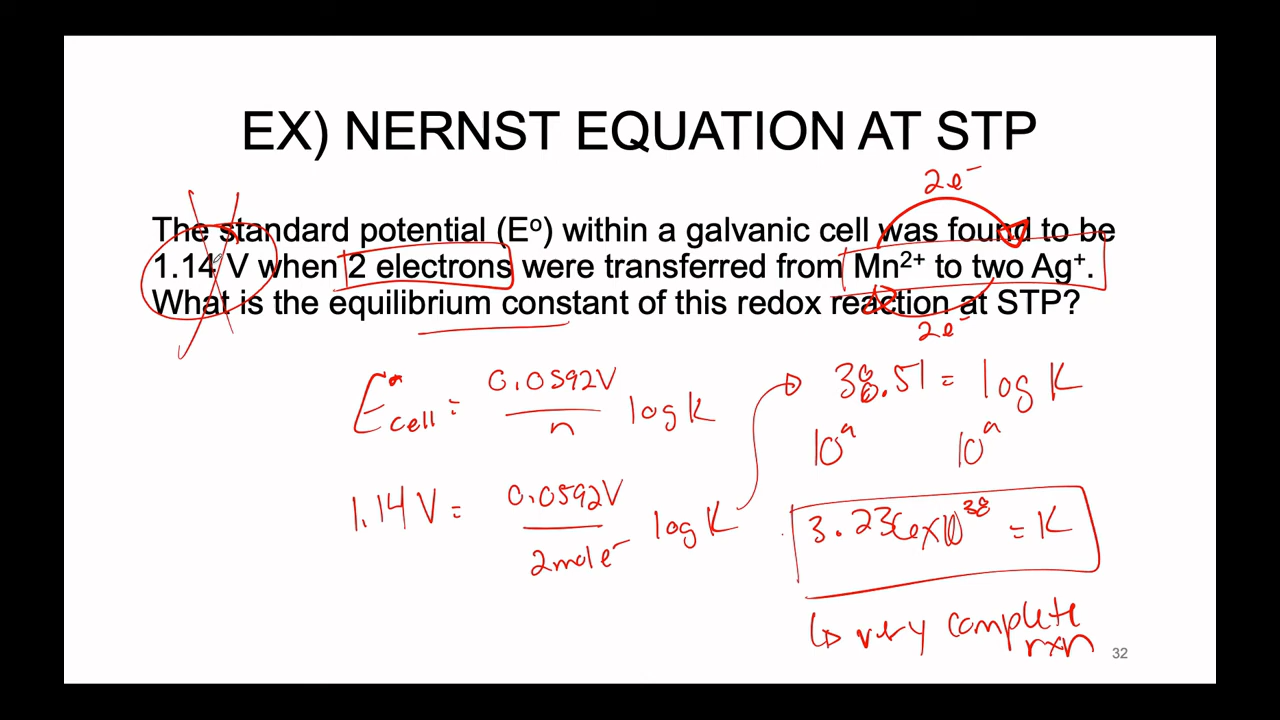 EX) NERNST EQUATION AT STP
2e⁻
The standard potential (Eº) within a galvanic cell was found to be
1.14 V when 2 electrons were transferred from Mn²⁺ to two Ag⁺.
What is the equilibrium constant of this redox reaction at STP?
2e⁻
E°cell = 0.0592V / n log K
38.51 = log K
10^ 10^
1.14 V = 0.0592V / 2 mol e⁻ log K
3.236 x 10³⁸ = K
↳ very complete
rxn
32